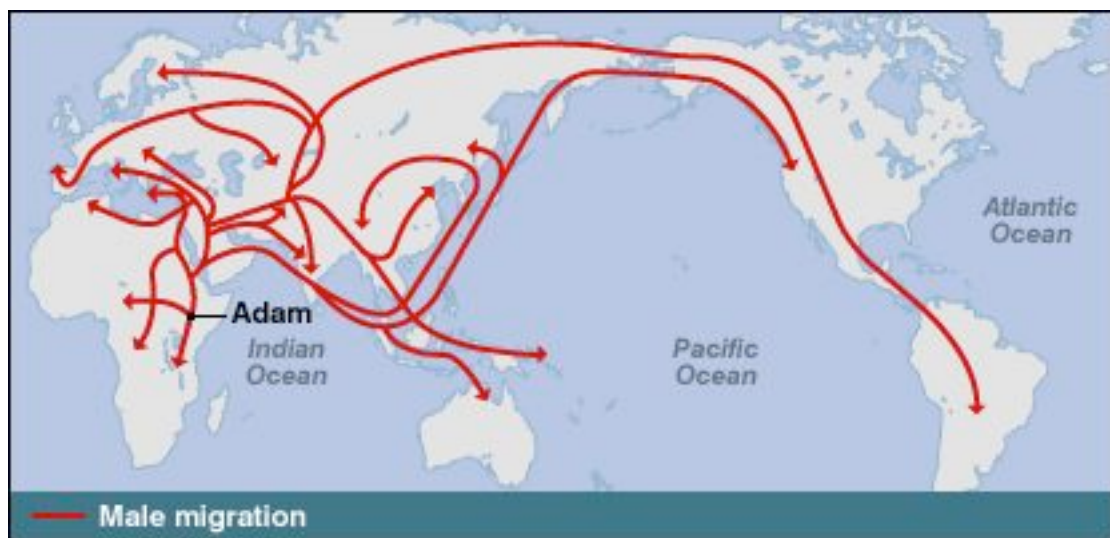 Atlantic
Ocean
Adam
Indian
Ocean
Pacific
Ocean
Male migration